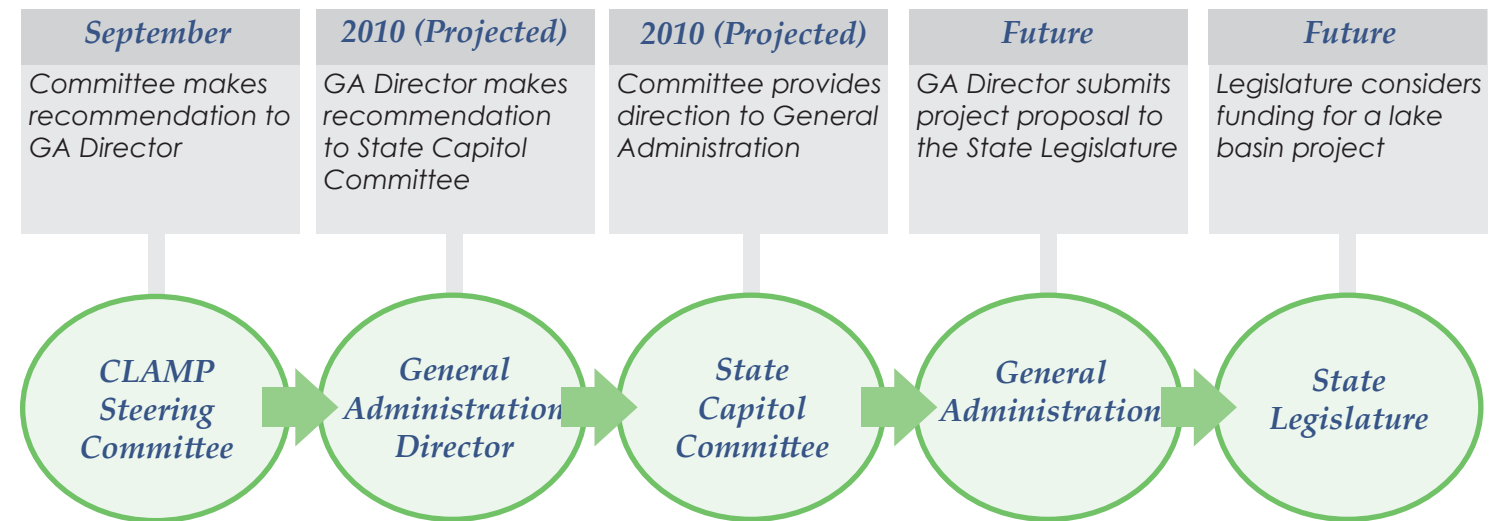 September
Committee makes
recommendation to
GA Director
2010 (Projected)
GA Director makes
recommendation
to State Capitol
Committee
2010 (Projected)
Committee provides
direction to General
Administration
Future
GA Director submits
project proposal to
the State Legislature
Future
Legislature considers
funding for a lake
basin project
CLAMP
Steering
Committee
General
Administration
Director
State
Capitol
Committee
General
Administration
State
Legislature